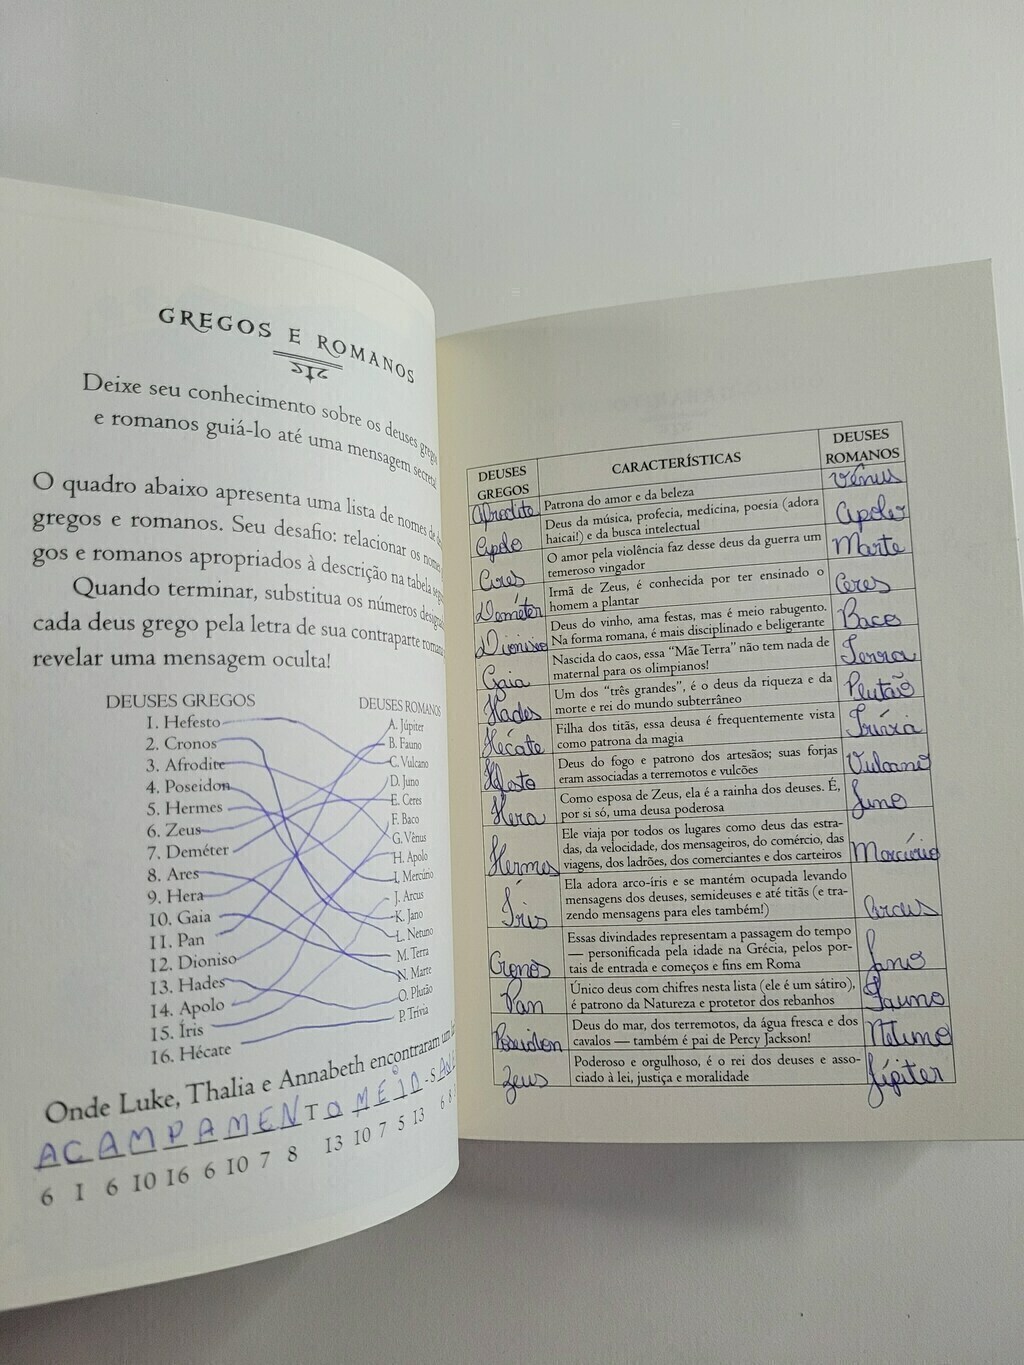 GREGOS E ROMANOS
Deixe seu conhecimento sobre os deuses gregos
e romanos guiá-lo até uma mensagem secreta!
O quadro abaixo apresenta uma lista de nomes de
gregos e romanos. Seu desafio: relacionar os nomes
gos e romanos apropriados à descrição na tabela
Quando terminar, substitua os números
cada deus grego pela letra de sua contraparte romana
revelar uma mensagem oculta!
DEUSES GREGOS
1. Hefesto
2. Cronos
3. Afrodite
4. Poseidon
5. Hermes
6. Zeus
7. Deméter
8. Ares
9. Hera
10. Gaia
11. Pan
12. Dioniso
13. Hades
14. Apolo
15. Íris
16. Hécate
DEUSES ROMANOS
A. Júpiter
B. Fauno
C. Vulcano
D. Juno
E. Ceres
F. Baco
G. Vênus
H. Apolo
I. Mercúrio
J. Arcus
K. Jano
L. Netuno
M. Terra
N. Marte
O. Plutão
P. Trívia
Onde Luke, Thalia e Annabeth encontraram um
ACAMPAMENTO MEIO-SAN
6 1 6 10 16 6 10 7 8 13 10 7 5 13 6 8
DEUSES GREGOS CARACTERÍSTICAS DEUSES ROMANOS
Afrodite Patrona do amor e da beleza Vênus
Apolo Deus da música, profecia, medicina, poesia (adora
haicai!) e da busca intelectual Apolo
Ares O amor pela violência faz desse deus da guerra um
temeroso vingador Marte
Deméter Irmã de Zeus, é conhecida por ter ensinado o
homem a plantar Ceres
Dioniso Deus do vinho, ama festas, mas é meio rabugento.
Na forma romana, é mais disciplinado e beligerante Baco
Gaia Nascida do caos, essa “Mãe Terra” não tem nada de
maternal para os olimpianos! Terra
Hades Um dos “três grandes”, é o deus da riqueza e da
morte e rei do mundo subterrâneo Plutão
Hécate Filha dos titãs, essa deusa é frequentemente vista
como patrona da magia Trívia
Hefesto Deus do fogo e patrono dos artesãos; suas forjas
eram associadas a terremotos e vulcões Vulcano
Hera Como esposa de Zeus, ela é a rainha dos deuses. É,
por si só, uma deusa poderosa Juno
Hermes Ele viaja por todos os lugares como deus das estra-
das, da velocidade, dos mensageiros, do comércio, das
viagens, dos ladrões, dos comerciantes e dos carteiros Mercúrio
Íris Ela adora arco-íris e se mantém ocupada levando
mensagens dos deuses, semideuses e até titãs (e tra-
zendo mensagens para eles também!) Arcus
Cronos Essas divindades representam a passagem do tempo
— personificada pela idade na Grécia, pelos por-
tais de entrada e começos e fins em Roma Jano
Pan Único deus com chifres nesta lista (ele é um sátiro),
é patrono da Natureza e protetor dos rebanhos Fauno
Poseidon Deus do mar, dos terremotos, da água fresca e dos
cavalos — também é pai de Percy Jackson! Netuno
Zeus Poderoso e orgulhoso, é o rei dos deuses e asso-
ciado à lei, justiça e moralidade Júpiter